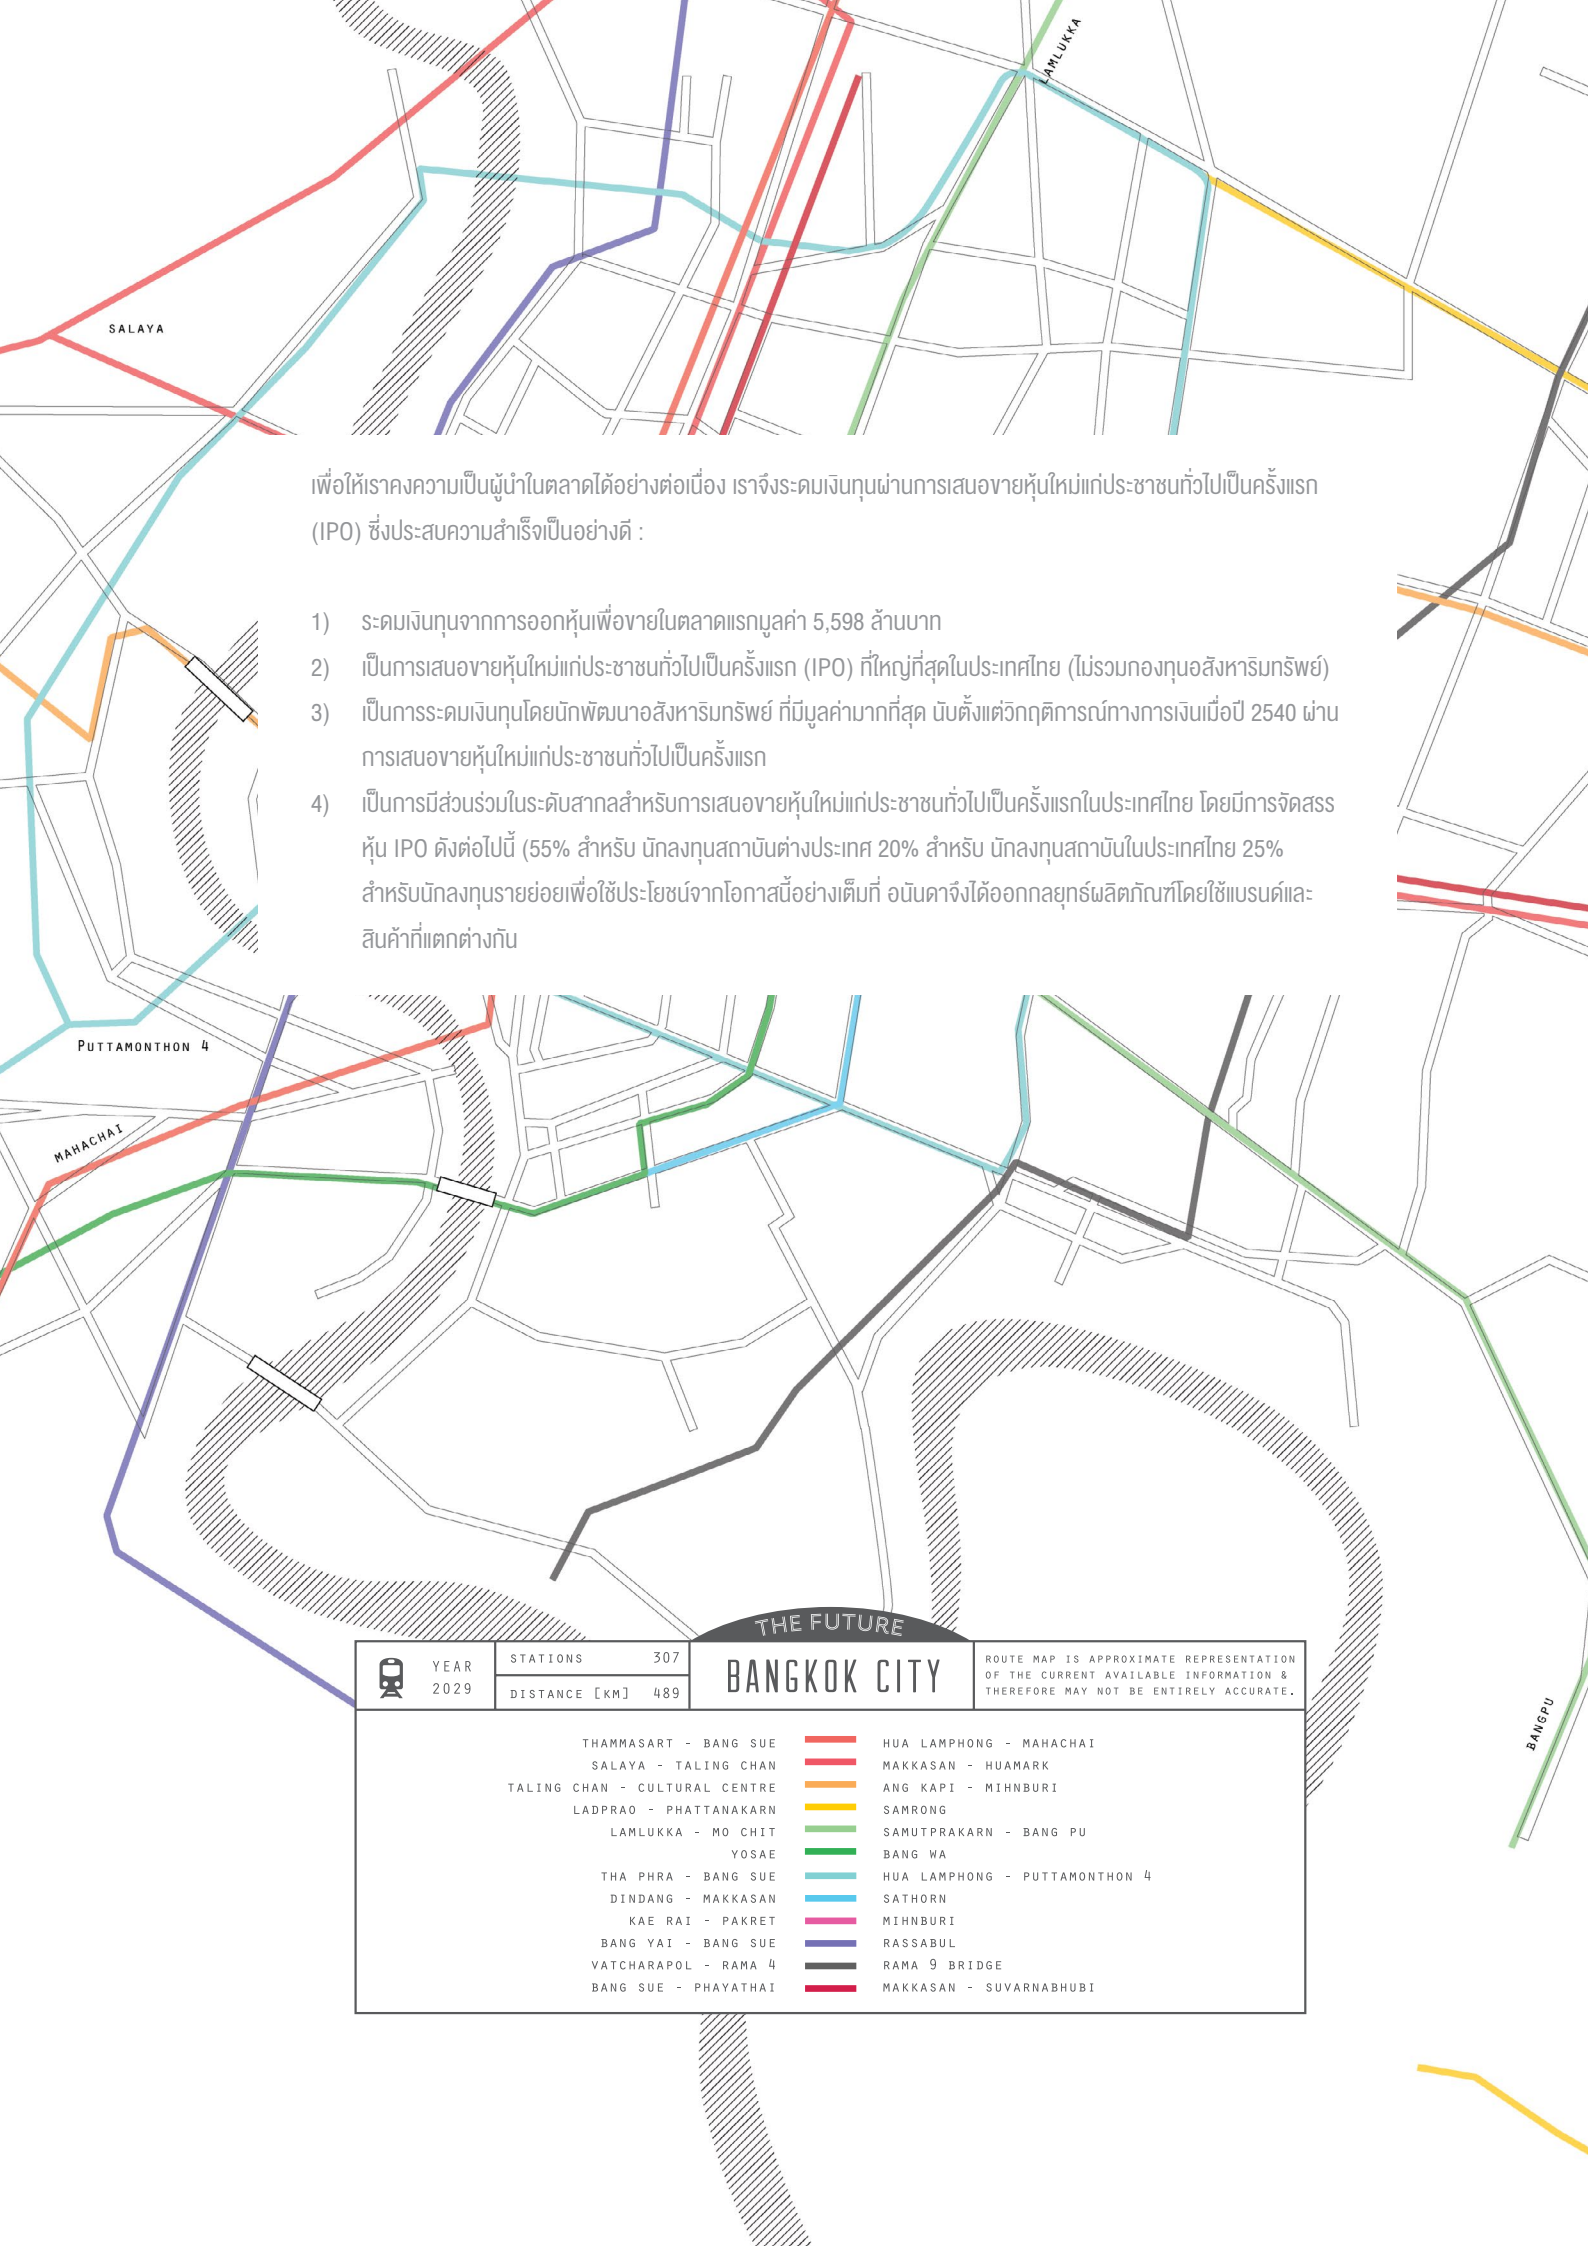 LAMLUKKA
SALAYA
เพื่อให้เราคงความเป็นผู้นำในตลาดได้อย่างต่อเนื่อง เราจึงระดมเงินทุนผ่านการเสนอขายหุ้นใหม่แก่ประชาชนทั่วไปเป็นครั้งแรก
(IPO) ซึ่งประสบความสำเร็จเป็นอย่างดี :
1) ระดมเงินทุนจากการออกหุ้นเพื่อขายในตลาดแรกมูลค่า 5,598 ล้านบาท
2) เป็นการเสนอขายหุ้นใหม่แก่ประชาชนทั่วไปเป็นครั้งแรก (IPO) ที่ใหญ่ที่สุดในประเทศไทย (ไม่รวมกองทุนอสังหาริมทรัพย์)
3) เป็นการระดมเงินทุนโดยนักพัฒนาอสังหาริมทรัพย์ ที่มีมูลค่ามากที่สุด นับตั้งแต่วิกฤติการณ์ทางการเงินเมื่อปี 2540 ผ่าน
การเสนอขายหุ้นใหม่แก่ประชาชนทั่วไปเป็นครั้งแรก
4) เป็นการมีส่วนร่วมในระดับสากลสำหรับการเสนอขายหุ้นใหม่แก่ประชาชนทั่วไปเป็นครั้งแรกในประเทศไทย โดยมีการจัดสรร
หุ้น IPO ดังต่อไปนี้ (55% สำหรับ นักลงทุนสถาบันต่างประเทศ 20% สำหรับ นักลงทุนสถาบันในประเทศไทย 25%
สำหรับนักลงทุนรายย่อยเพื่อใช้ประโยชน์จากโอกาสนี้อย่างเต็มที่ อนันดาจึงได้ออกกลยุทธ์ผลิตภัณฑ์โดยใช้แบรนด์และ
สินค้าที่แตกต่างกัน
PUTTAMONTHON 4
MAHACHAI
THE FUTURE
BANGKOK CITY
YEAR
2029
STATIONS 307
DISTANCE [KM] 489
ROUTE MAP IS APPROXIMATE REPRESENTATION
OF THE CURRENT AVAILABLE INFORMATION &
THEREFORE MAY NOT BE ENTIRELY ACCURATE.
BANGPU
THAMMASART - BANG SUE HUA LAMPHONG - MAHACHAI
SALAYA - TALING CHAN MAKKASAN - HUAMARK
TALING CHAN - CULTURAL CENTRE ANG KAPI - MIHNBURI
LADPRAO - PHATTANAKARN SAMRONG
LAMLUKKA - MO CHIT SAMUTPRAKARN - BANG PU
YOSAE BANG WA
THA PHRA - BANG SUE HUA LAMPHONG - PUTTAMONTHON 4
DINDANG - MAKKASAN SATHORN
KAE RAI - PAKRET MIHNBURI
BANG YAI - BANG SUE RASSABUL
VATCHARAPOL - RAMA 4 RAMA 9 BRIDGE
BANG SUE - PHAYATHAI MAKKASAN - SUVARNABHUBI